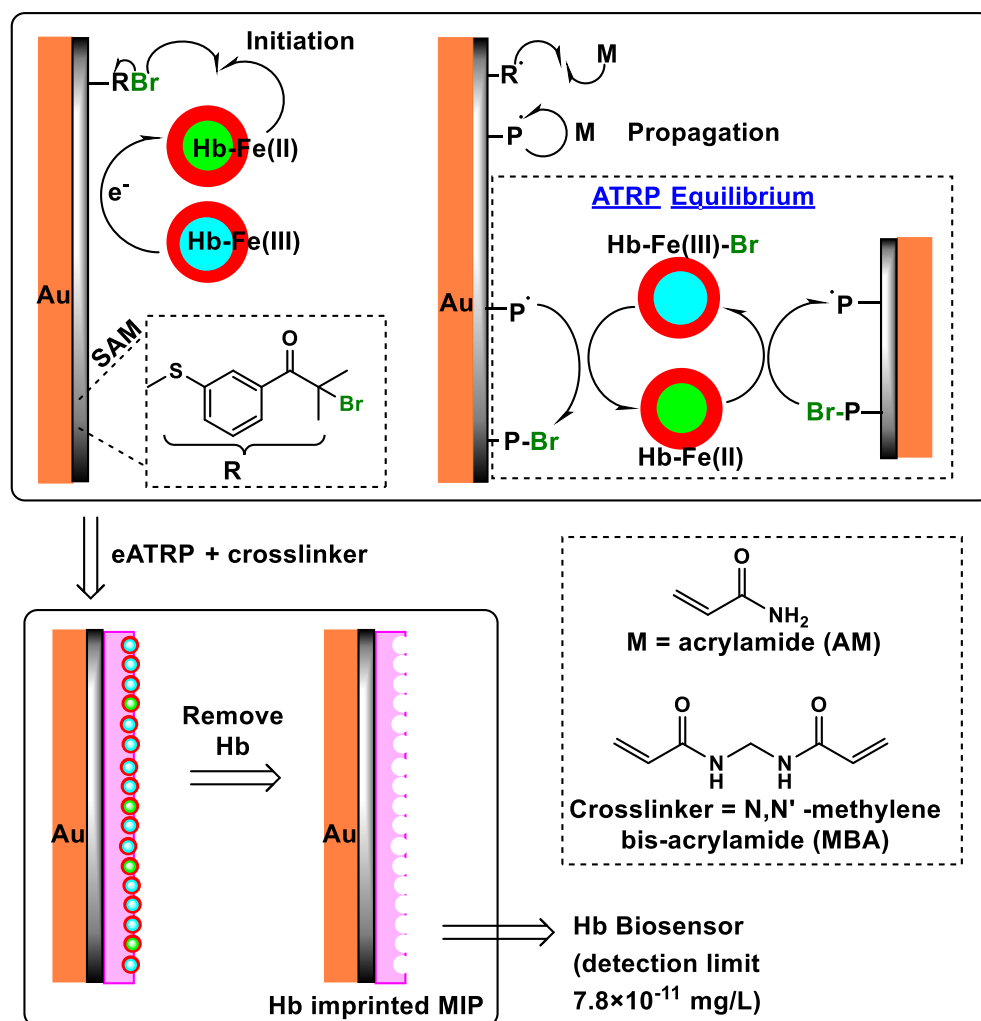 Initiation
RBr
Hb-Fe(II)
e-
Hb-Fe(III)
Au
SAM
S
O
Br
R
R·
M
P·
M
Propagation
ATRP Equilibrium
Hb-Fe(III)-Br
Au
P·
·P
Br-P
P-Br
Hb-Fe(II)
eATRP + crosslinker
O
NH2
M = acrylamide (AM)
O
O
N
H
N
H
Crosslinker = N,N' -methylene
bis-acrylamide (MBA)
Au
Remove
Hb
Au
Hb imprinted MIP
Hb Biosensor
(detection limit
7.8×10-11 mg/L)